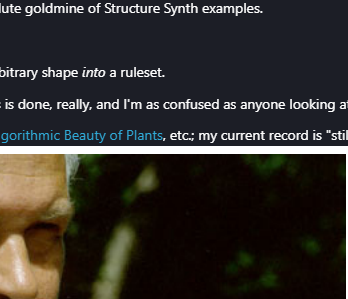 lute goldmine of Structure Synth examples.
bitrary shape into a ruleset.
is done, really, and I'm as confused as anyone looking at
gorithmic Beauty of Plants, etc.; my current record is "stil